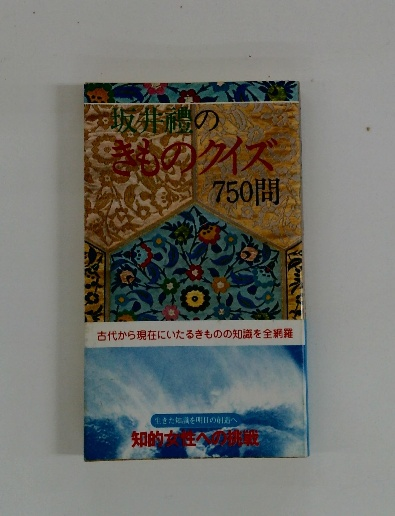 坂井禮の
きものクイズ
750問
古代から現在にいたるきものの知識を全網羅
生きた知識を明日の創造へ
知的女性への挑戦